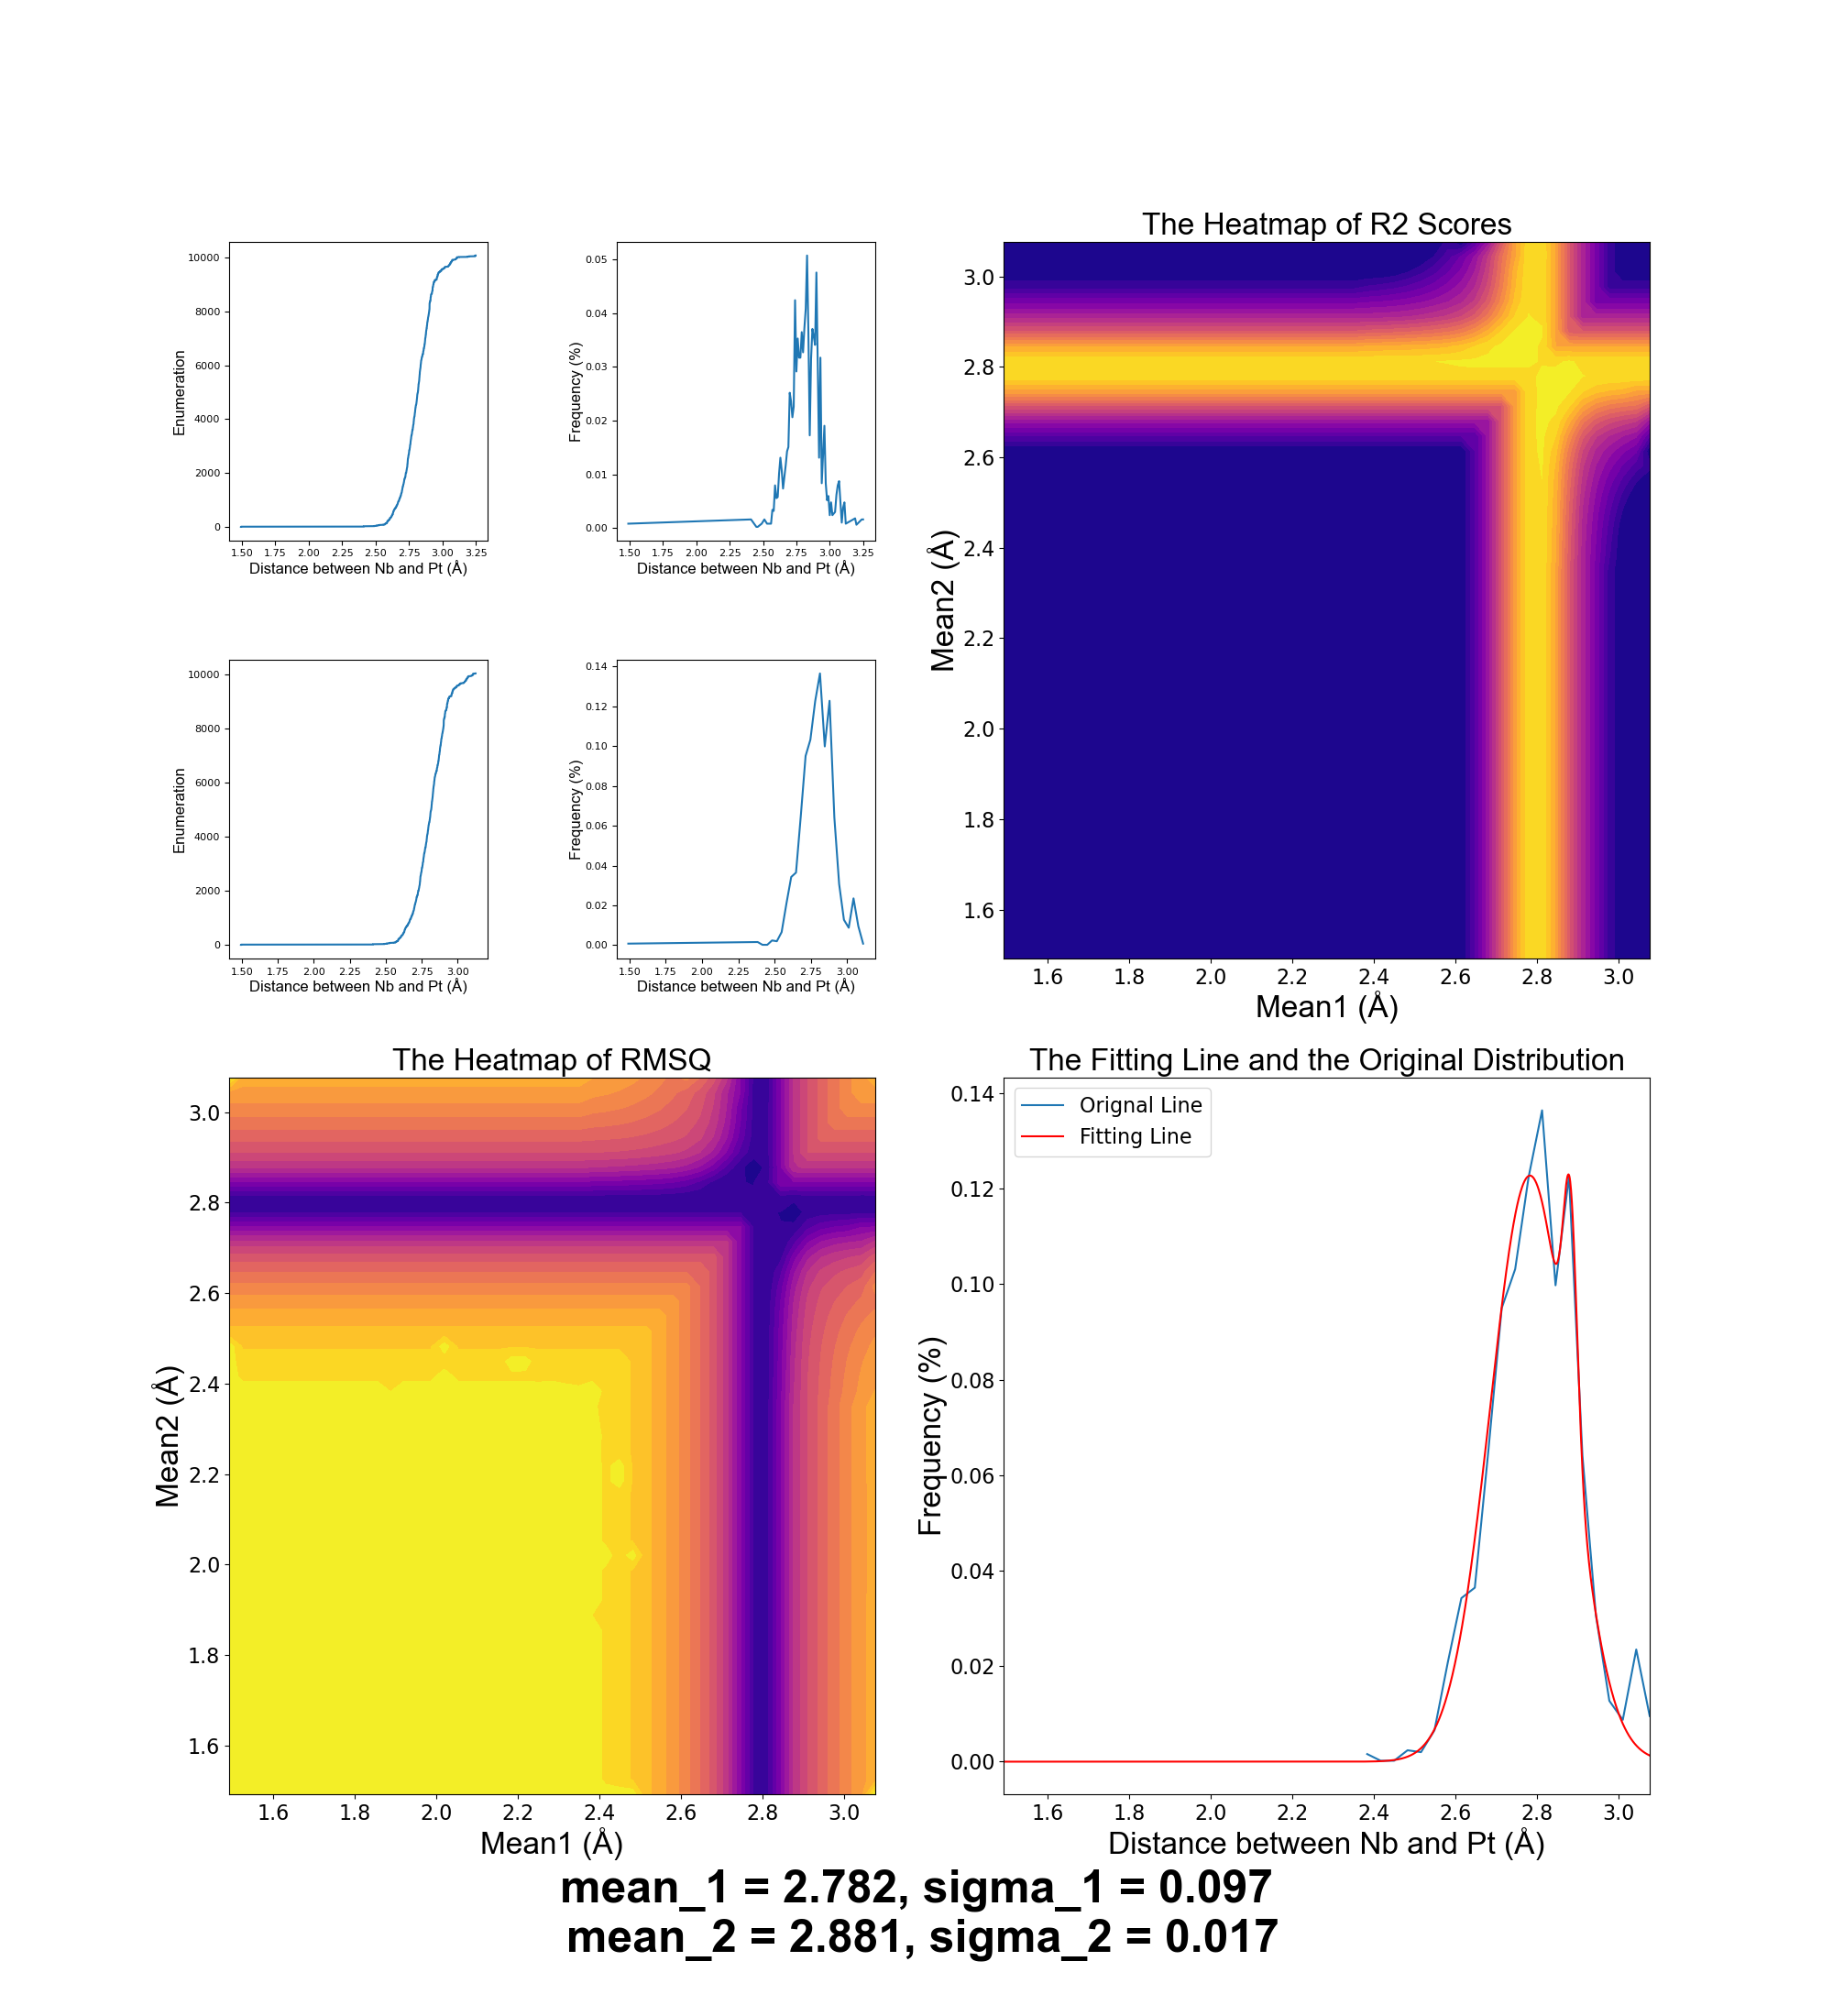 The Heatmap of R2 Scores
10000
8000
6000
4000
2000
0
Enumeration
1.50 1.75 2.00 2.25 2.50 2.75 3.00 3.25
Distance between Nb and Pt (Å)
0.05
0.04
0.03
0.02
0.01
0.00
Frequency (%)
1.50 1.75 2.00 2.25 2.50 2.75 3.00 3.25
Distance between Nb and Pt (Å)
3.0
2.8
2.6
2.4
2.2
2.0
1.8
1.6
Mean2 (Å)
1.6 1.8 2.0 2.2 2.4 2.6 2.8 3.0
Mean1 (Å)
10000
8000
6000
4000
2000
0
Enumeration
1.50 1.75 2.00 2.25 2.50 2.75 3.00
Distance between Nb and Pt (Å)
0.14
0.12
0.10
0.08
0.06
0.04
0.02
0.00
Frequency (%)
1.50 1.75 2.00 2.25 2.50 2.75 3.00
Distance between Nb and Pt (Å)
The Heatmap of RMSQ
3.0
2.8
2.6
2.4
2.2
2.0
1.8
1.6
Mean2 (Å)
1.6 1.8 2.0 2.2 2.4 2.6 2.8 3.0
Mean1 (Å)
The Fitting Line and the Original Distribution
Orignal Line
Fitting Line
0.14
0.12
0.10
0.08
0.06
0.04
0.02
0.00
Frequency (%)
1.6 1.8 2.0 2.2 2.4 2.6 2.8 3.0
Distance between Nb and Pt (Å)
mean_1 = 2.782, sigma_1 = 0.097
mean_2 = 2.881, sigma_2 = 0.017